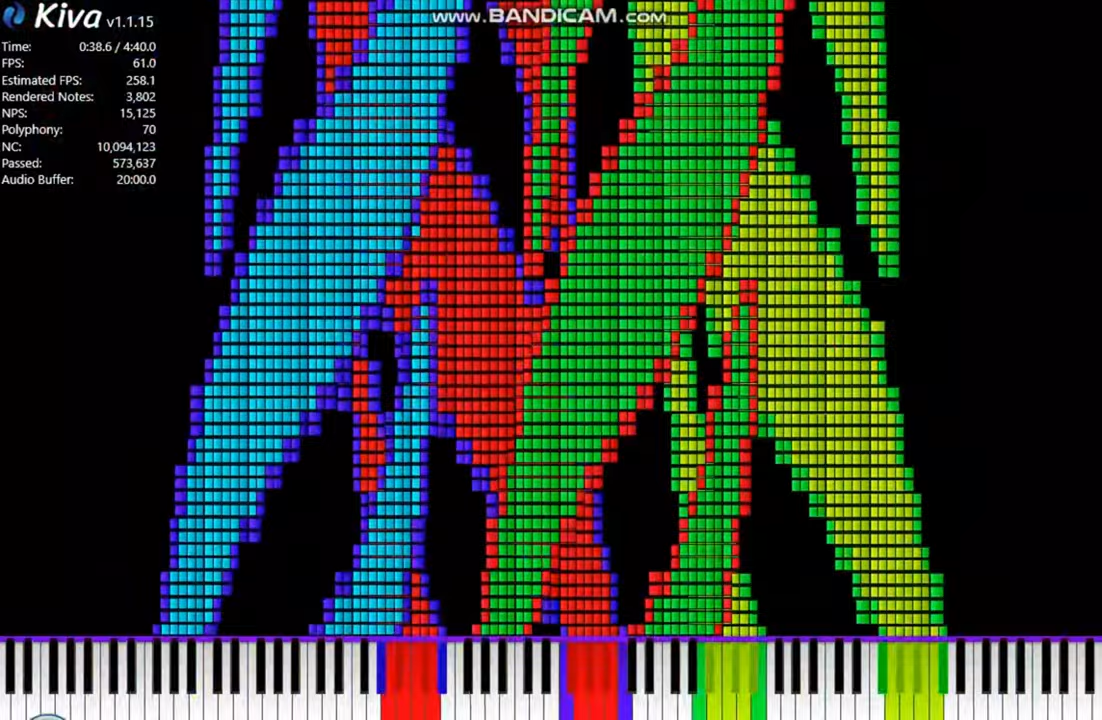 Kiva v1.1.15
www.BANDICAM.com
Time: 0:38.6 / 4:40.0
FPS: 61.0
Estimated FPS: 258.1
Rendered Notes: 3,802
NPS: 15,125
Polyphony: 70
NC: 10,094,123
Passed: 573,637
Audio Buffer: 20:00.0